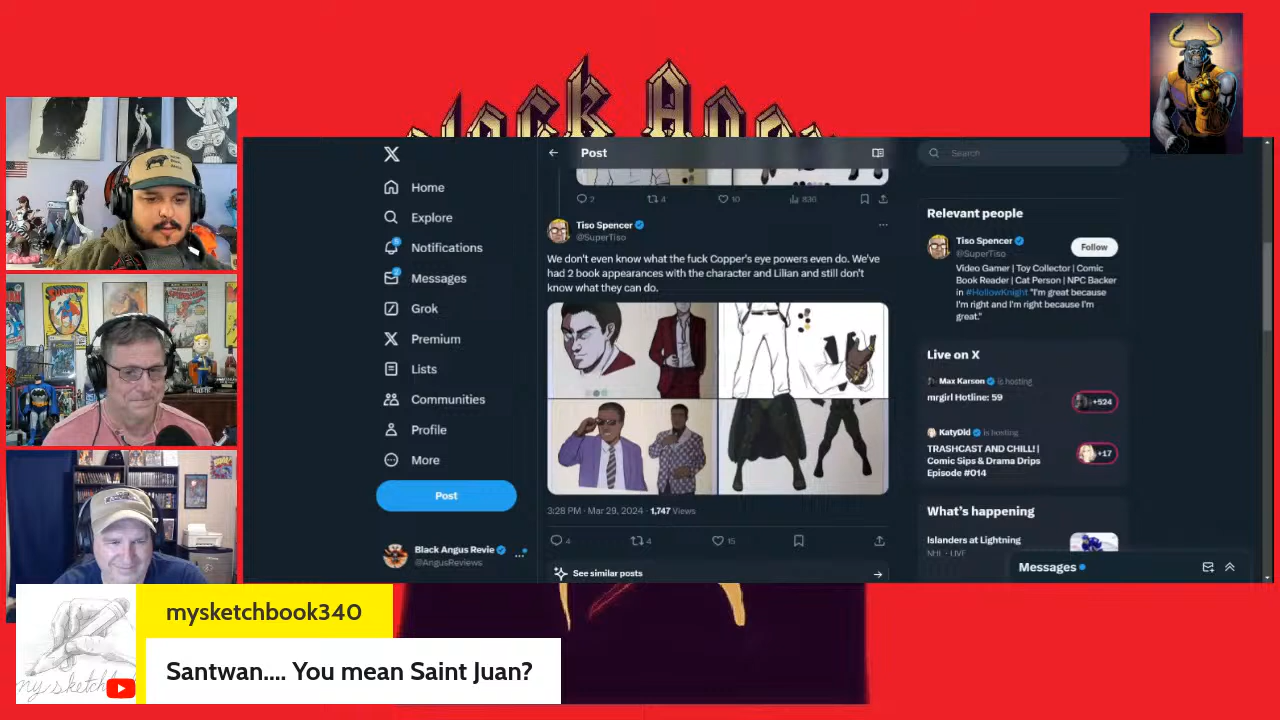 Black Angus
Post
Search
Home
Explore
Notifications
Messages
Grok
Premium
Lists
Communities
Profile
More
Post
Black Angus Revie
@AngusReviews
2
4
10
836
Tiso Spencer
@SuperTiso
We don't even know what the fuck Copper's eye powers even do. We've
had 2 book appearances with the character and Lilian and still don't
know what they can do.
3:28 PM · Mar 29, 2024 · 1,747 Views
4
4
15
See similar posts
Relevant people
Tiso Spencer
@SuperTiso
Follow
Video Gamer | Toy Collector | Comic
Book Reader | Cat Person | NPC Backer
in #HollowKnight "I'm great because
I'm right and I'm right because I'm
great."
Live on X
Max Karson is hosting
mrgirl Hotline: 59
+524
KatyDid is hosting
TRASHCAST AND CHILL! |
Comic Sips & Drama Drips
Episode #014
+17
What's happening
Islanders at Lightning
NHL · LIVE
Messages
mysketchbook340
Santwan.... You mean Saint Juan?